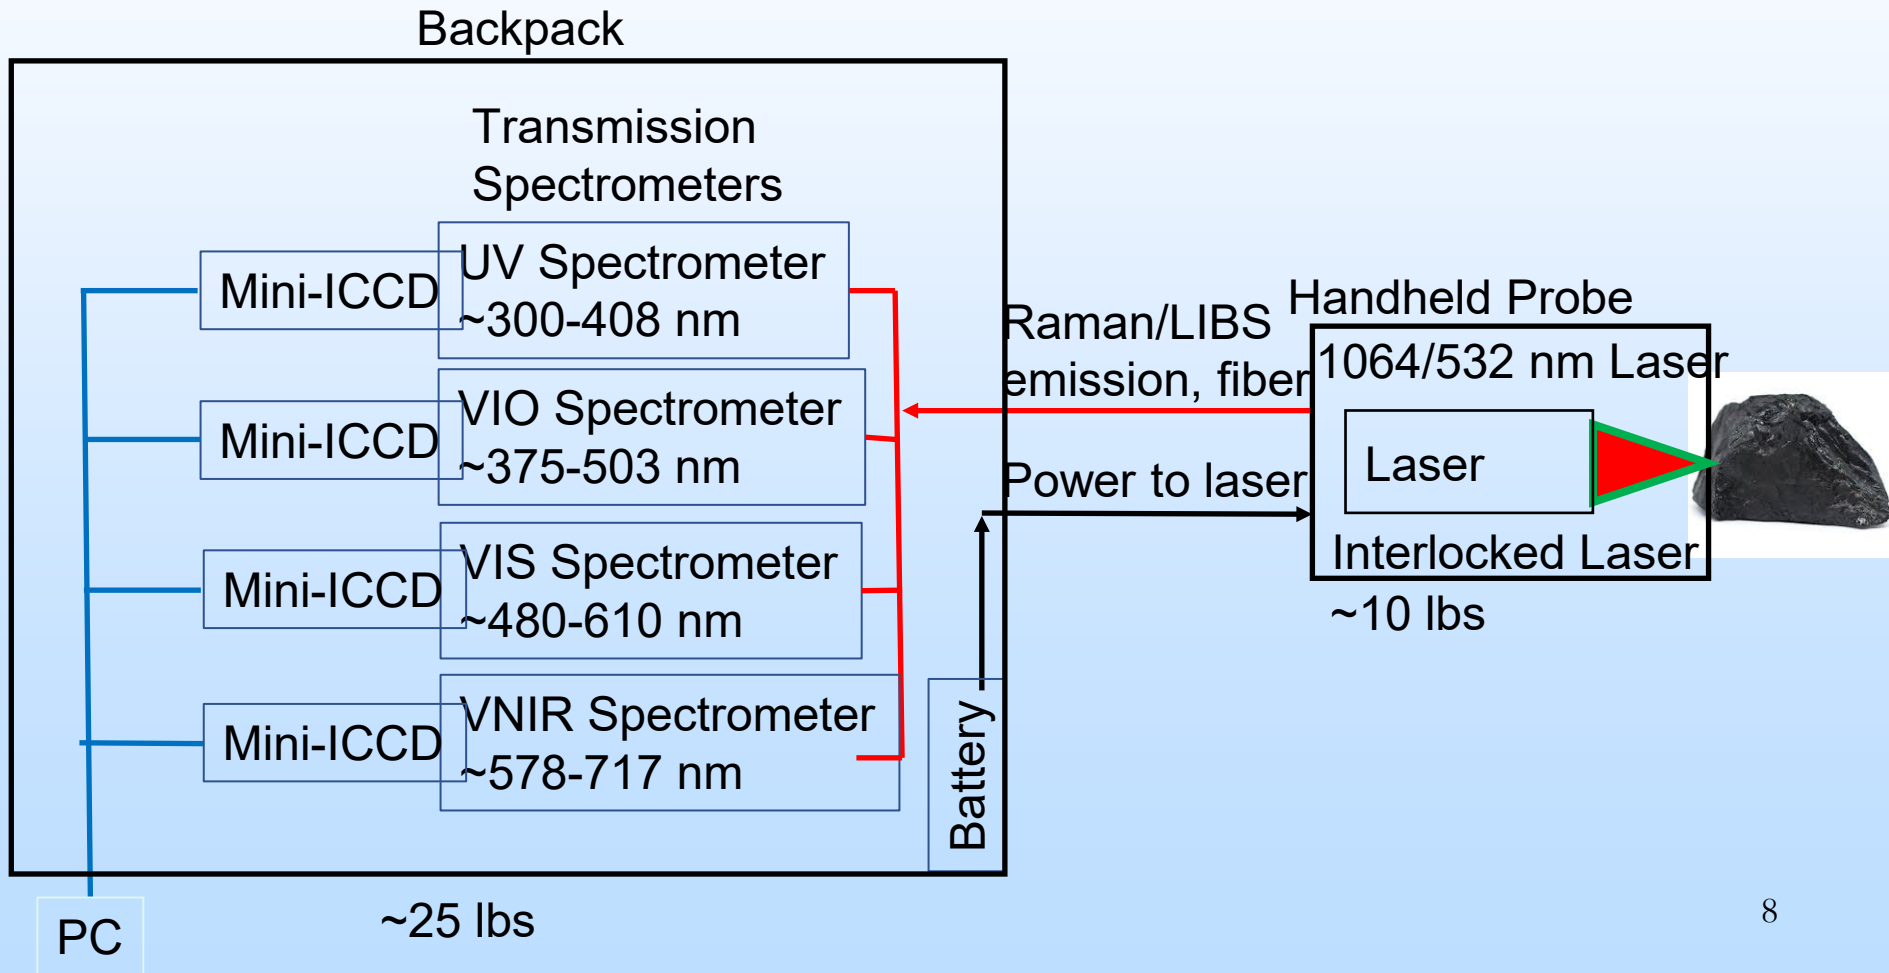 Backpack
Transmission
Spectrometers
Mini-ICCD
UV Spectrometer
~300-408 nm
Mini-ICCD
VIO Spectrometer
~375-503 nm
Mini-ICCD
VIS Spectrometer
~480-610 nm
Mini-ICCD
VNIR Spectrometer
~578-717 nm
Battery
Raman/LIBS
emission, fiber
Power to laser
Handheld Probe
1064/532 nm Laser
Laser
Interlocked Laser
~10 lbs
PC
~25 lbs
8